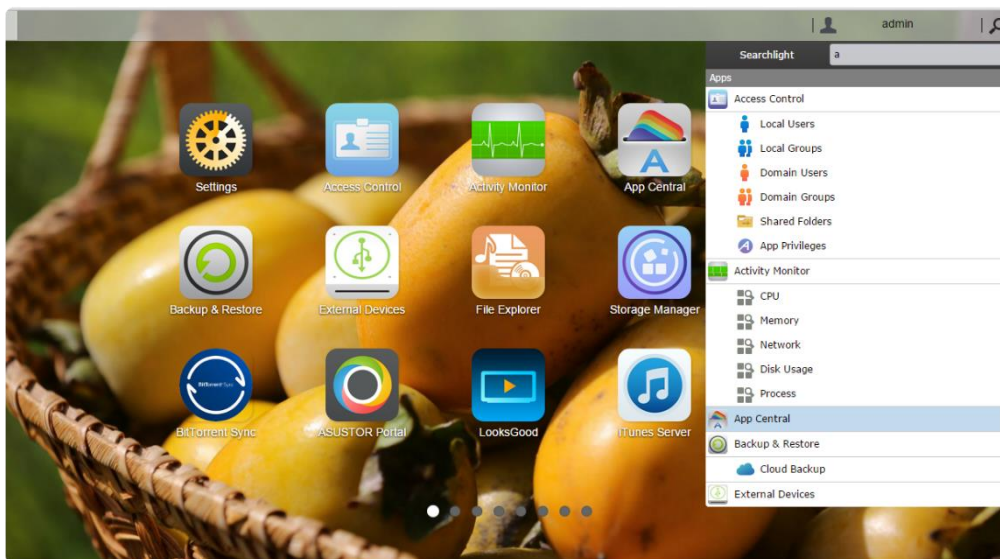 admin
Searchlight a
Apps
Access Control
Local Users
Local Groups
Domain Users
Domain Groups
Shared Folders
App Privileges
Activity Monitor
CPU
Memory
Network
Disk Usage
Process
App Central
Backup & Restore
Cloud Backup
External Devices
Settings Access Control Activity Monitor App Central
Backup & Restore External Devices File Explorer Storage Manager
BitTorrent Sync
BitTorrent Sync ASUSTOR Portal LooksGood iTunes Server